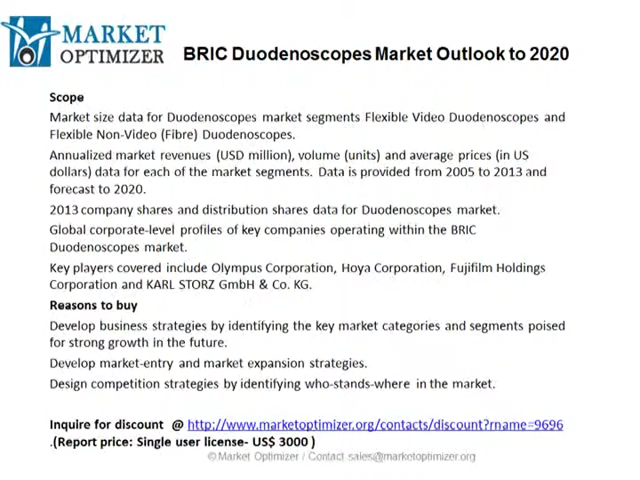 MARKET
OPTIMIZER
BRIC Duodenoscopes Market Outlook to 2020
Scope
Market size data for Duodenoscopes market segments Flexible Video Duodenoscopes and
Flexible Non-Video (Fibre) Duodenoscopes.
Annualized market revenues (USD million), volume (units) and average prices (in US
dollars) data for each of the market segments. Data is provided from 2005 to 2013 and
forecast to 2020.
2013 company shares and distribution shares data for Duodenoscopes market.
Global corporate-level profiles of key companies operating within the BRIC
Duodenoscopes market.
Key players covered include Olympus Corporation, Hoya Corporation, Fujifilm Holdings
Corporation and KARL STORZ GmbH & Co. KG.
Reasons to buy
Develop business strategies by identifying the key market categories and segments poised
for strong growth in the future.
Develop market-entry and market expansion strategies.
Design competition strategies by identifying who-stands-where in the market.
Inquire for discount @ http://www.marketoptimizer.org/contacts/discount?rname=9696
.(Report price: Single user license- US$ 3000 )
© Market Optimizer / Contact sales@marketoptimizer.org